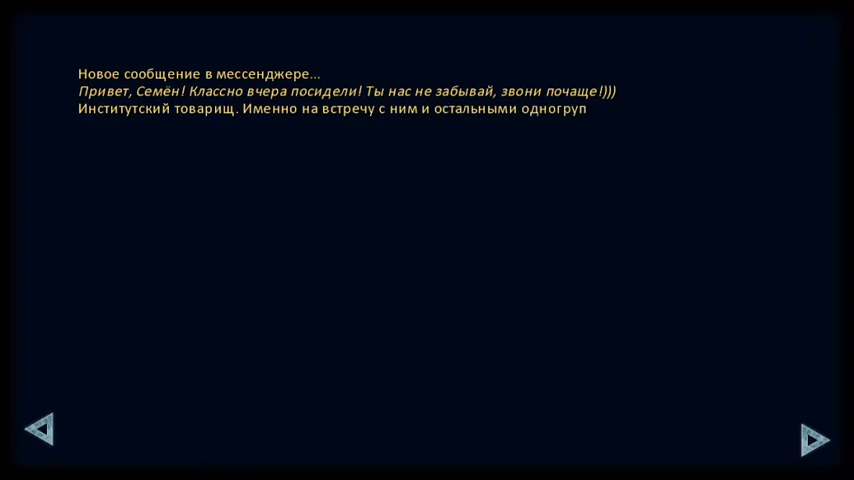 Новое сообщение в мессенджере...
Привет, Семён! Классно вчера посидели! Ты нас не забывай, звони почаще!)))
Институтский товарищ. Именно на встречу с ним и остальными одногруп